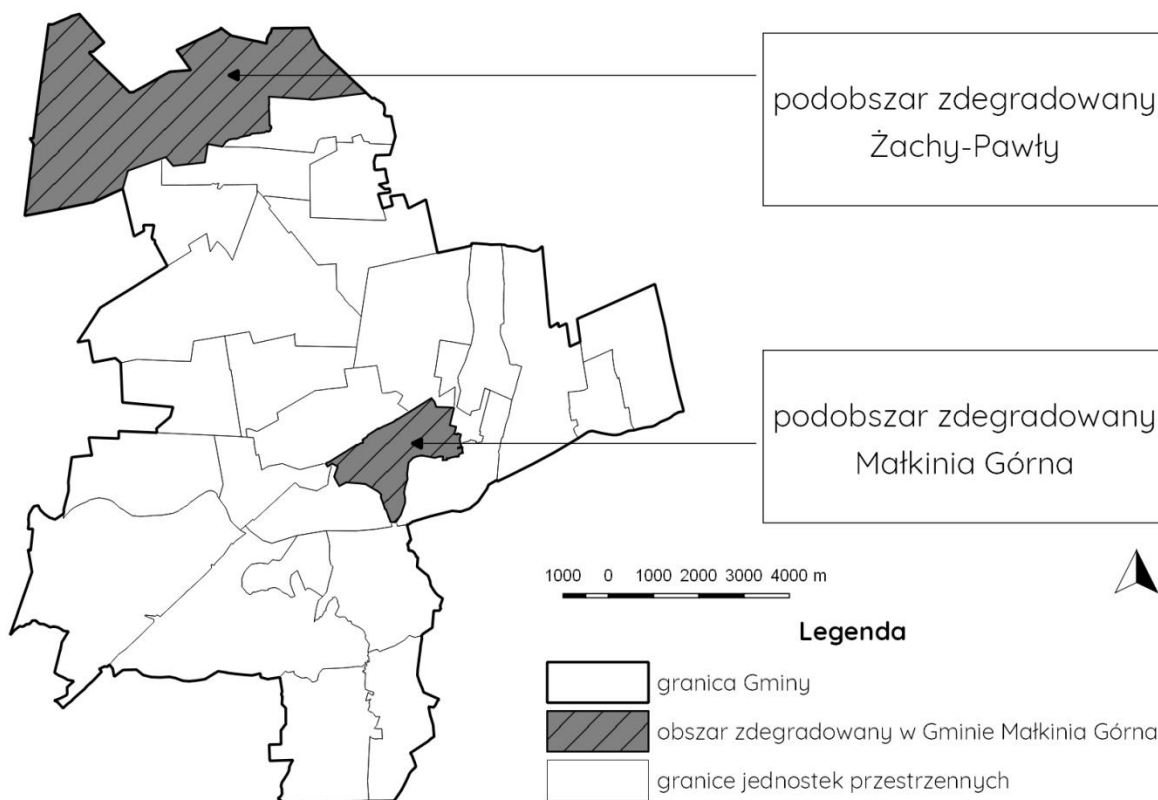 podobszar zdegradowany
Żachy-Pawły
podobszar zdegradowany
Małkinia Górna
1000 0 1000 2000 3000 4000 m
Legenda
granica Gminy
obszar zdegradowany w Gminie Małkinia Górna
granice jednostek przestrzennych